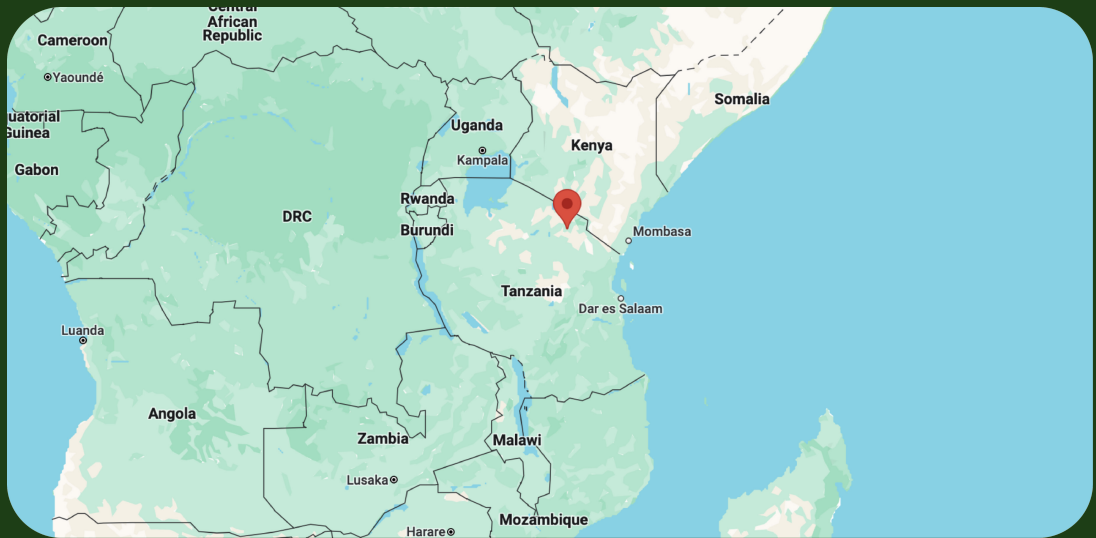 Central
African
Republic
Cameroon
Yaoundé
Somalia
uatorial
Guinea
Uganda
Kenya
Kampala
Gabon
Rwanda
DRC
Burundi
Mombasa
Tanzania
Dar es Salaam
Luanda
Angola
Zambia
Malawi
Lusaka
Mozambique
Harare